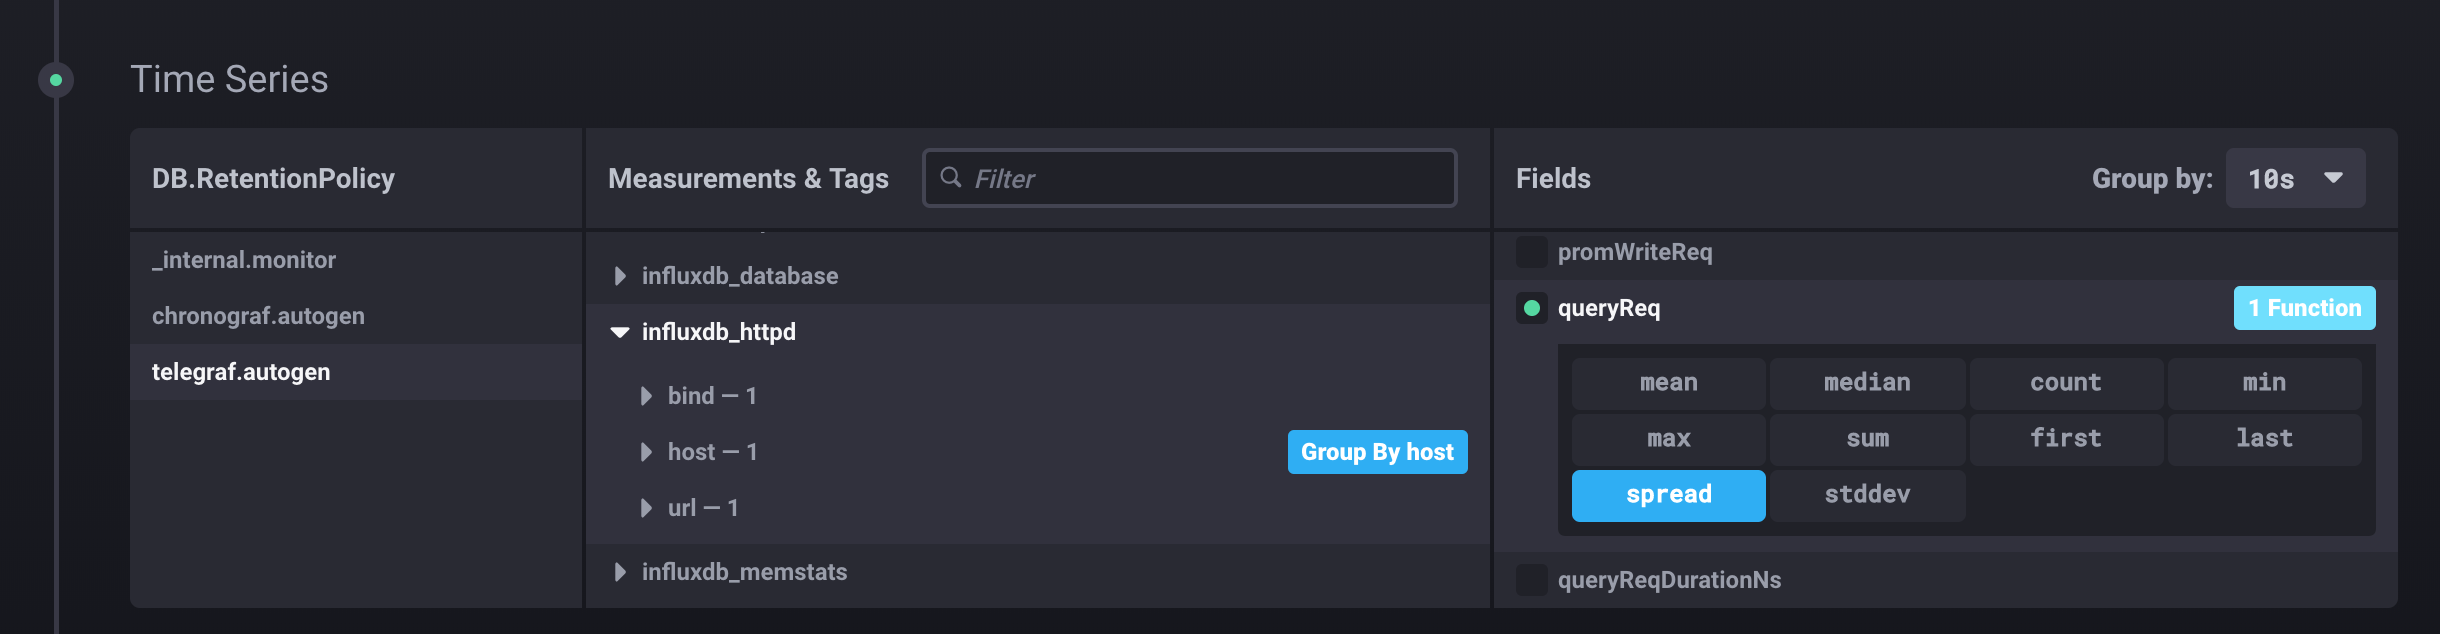 Time Series
DB.RetentionPolicy
_internal.monitor
chronograf.autogen
telegraf.autogen
Measurements & Tags
Filter
influxdb_database
influxdb_httpd
bind — 1
host — 1
Group By host
url — 1
influxdb_memstats
Fields
Group by: 10s
promWriteReq
queryReq
1 Function
mean median count min
max sum first last
spread stddev
queryReqDurationNs